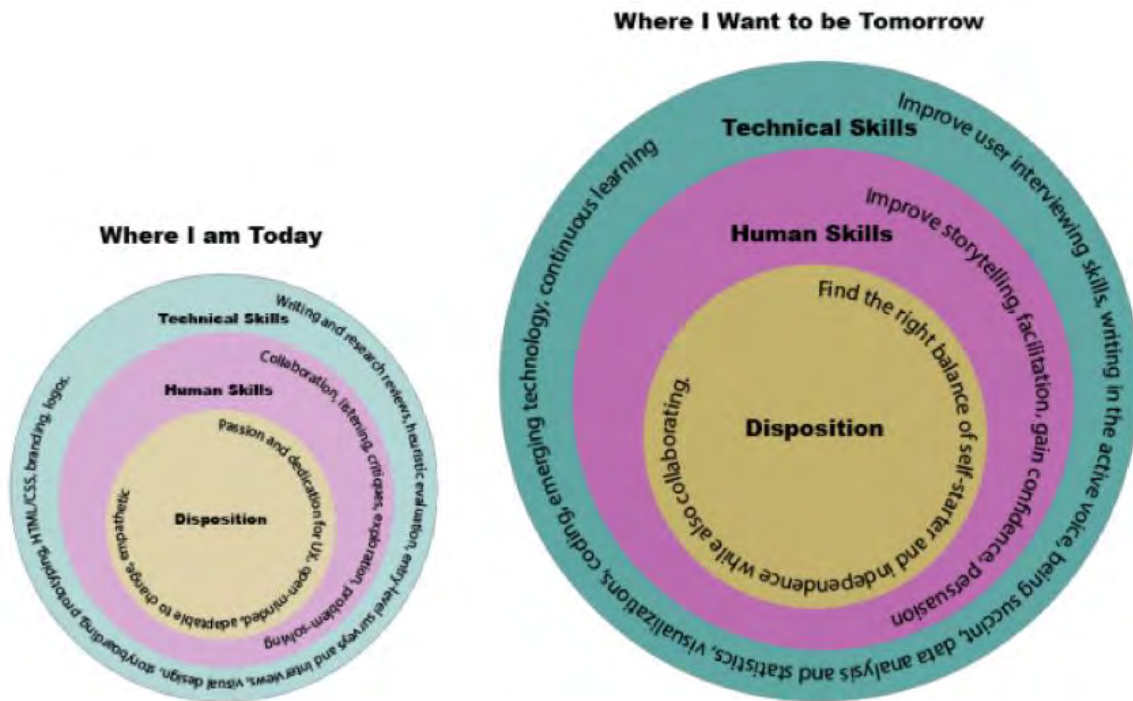 Where I am Today
Technical Skills
Writing and research reviews, heuristic evaluation, entry-level surveys and interviews, visual design, storyboarding, prototyping, HTML/CSS, branding, logos.
Human Skills
Collaboration, listening, critiques, exploration, problem-solving
Disposition
Passion and dedication for UX, open-minded, adaptable to change, empathetic
Where I Want to be Tomorrow
Technical Skills
Improve user interviewing skills, writing in the active voice, being succint, data analysis and statistics, visualizations, coding, emerging technology, continuous learning
Human Skills
Improve storytelling, facilitation, gain confidence, persuasion
Disposition
Find the right balance of self-starter and independence while also collaborating.